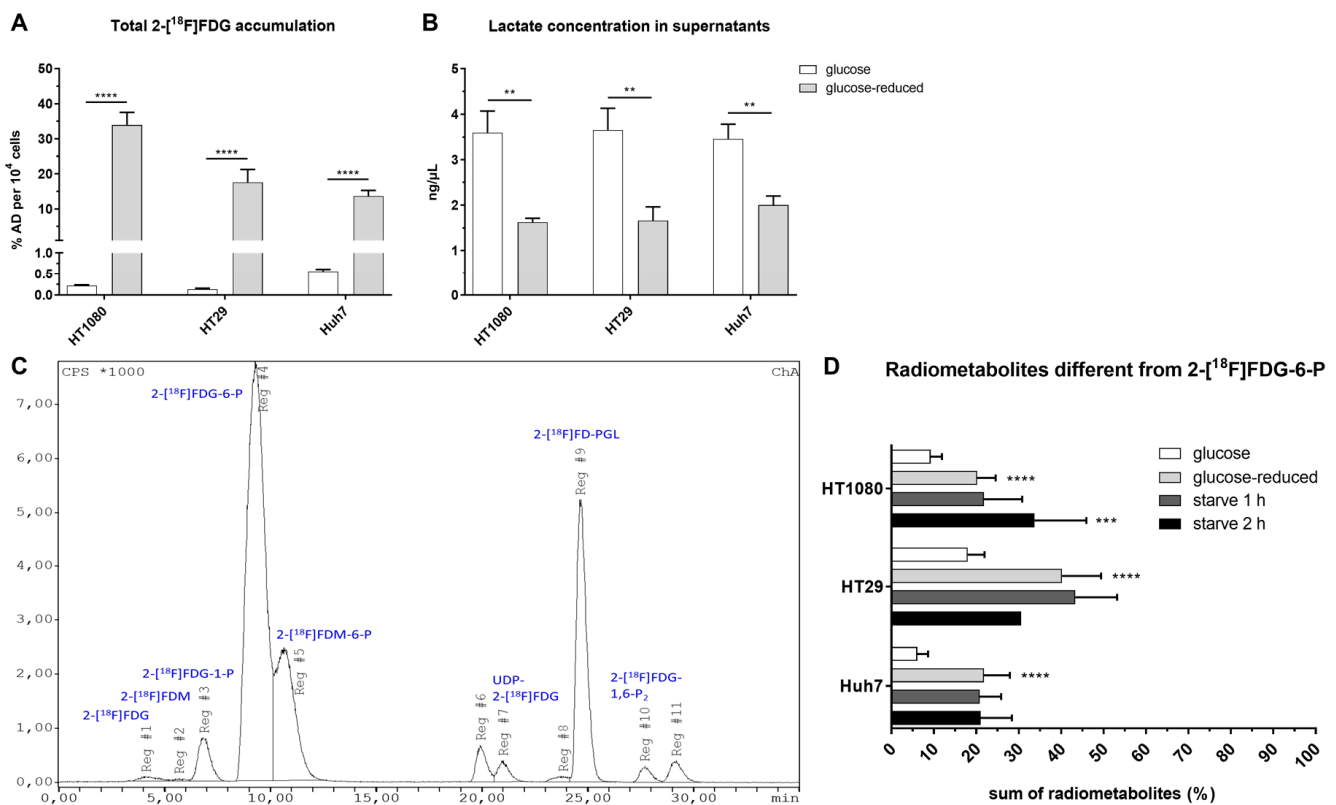 A
Total 2-[¹⁸F]FDG accumulation
% AD per 10⁴ cells
50
40
30
20
10
1.0
0.5
0.0
****
****
****
HT1080
HT29
Huh7
B
Lactate concentration in supernatants
ng/µL
5
4
3
2
1
0
**
**
**
HT1080
HT29
Huh7
glucose
glucose-reduced
C
CPS *1000
ChA
7,00
6,00
5,00
4,00
3,00
2,00
1,00
0,00
2-[¹⁸F]FDG-6-P
Reg #4
2-[¹⁸F]FD-PGL
Reg #9
2-[¹⁸F]FDM-6-P
Reg #5
2-[¹⁸F]FDG-1-P
Reg #3
2-[¹⁸F]FDM
Reg #2
2-[¹⁸F]FDG
Reg #1
Reg #6
UDP-
2-[¹⁸F]FDG
Reg #7
Reg #8
2-[¹⁸F]FDG-
1,6-P₂
Reg #10
Reg #11
0,00
5,00
10,00
15,00
20,00
25,00
30,00
min
D
Radiometabolites different from 2-[¹⁸F]FDG-6-P
glucose
glucose-reduced
starve 1 h
starve 2 h
HT1080
****
***
HT29
****
Huh7
****
0 10 20 30 40 50 60 70 80 90 100
sum of radiometabolites (%)